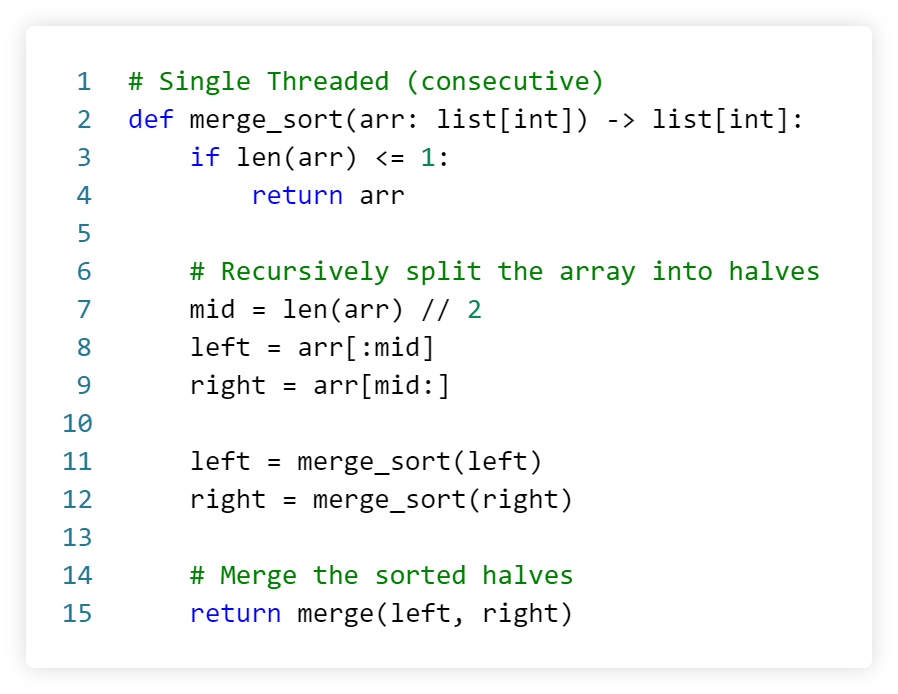 1 # Single Threaded (consecutive)
2 def merge_sort(arr: list[int]) -> list[int]:
3     if len(arr) <= 1:
4         return arr
5
6     # Recursively split the array into halves
7     mid = len(arr) // 2
8     left = arr[:mid]
9     right = arr[mid:]
10
11     left = merge_sort(left)
12     right = merge_sort(right)
13
14     # Merge the sorted halves
15     return merge(left, right)